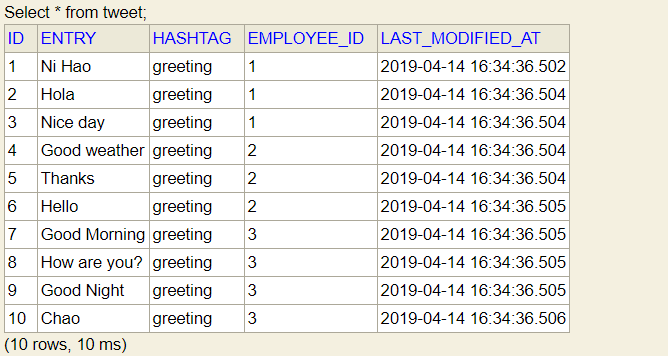 Select * from tweet;
ID ENTRY HASHTAG EMPLOYEE_ID LAST_MODIFIED_AT
1 Ni Hao greeting 1 2019-04-14 16:34:36.502
2 Hola greeting 1 2019-04-14 16:34:36.504
3 Nice day greeting 1 2019-04-14 16:34:36.504
4 Good weather greeting 2 2019-04-14 16:34:36.504
5 Thanks greeting 2 2019-04-14 16:34:36.504
6 Hello greeting 2 2019-04-14 16:34:36.505
7 Good Morning greeting 3 2019-04-14 16:34:36.505
8 How are you? greeting 3 2019-04-14 16:34:36.505
9 Good Night greeting 3 2019-04-14 16:34:36.505
10 Chao greeting 3 2019-04-14 16:34:36.506
(10 rows, 10 ms)